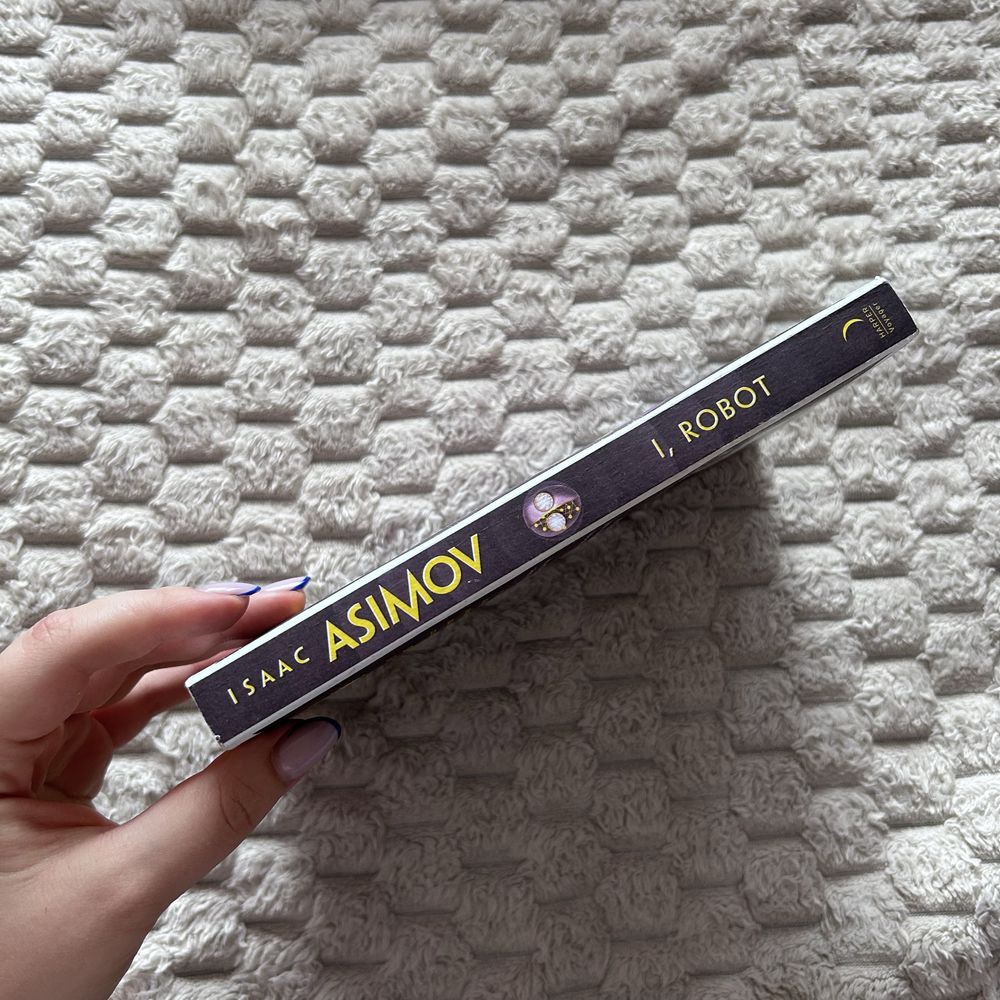 ISAAC ASIMOV
I, ROBOT
HARPER
Voyager